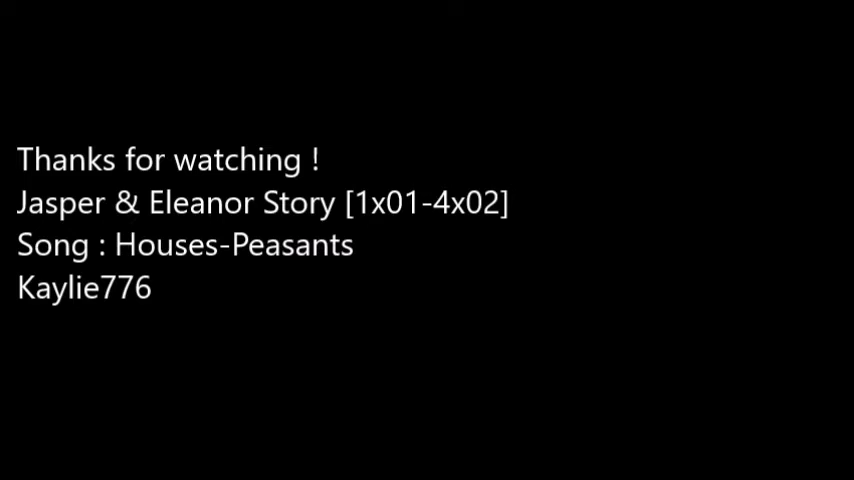 Thanks for watching !
Jasper & Eleanor Story [1x01-4x02]
Song : Houses-Peasants
Kaylie776